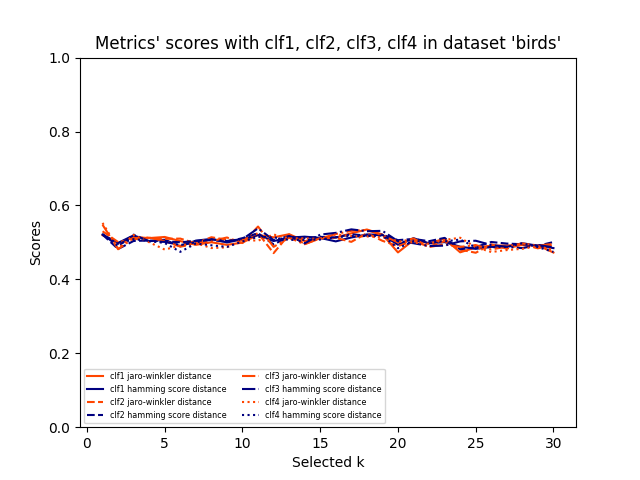 Metrics' scores with clf1, clf2, clf3, clf4 in dataset 'birds'
1.0
0.8
0.6
0.4
0.2
0.0
Scores
clf1 jaro-winkler distance
clf1 hamming score distance
clf2 jaro-winkler distance
clf2 hamming score distance
clf3 jaro-winkler distance
clf3 hamming score distance
clf4 jaro-winkler distance
clf4 hamming score distance
0 5 10 15 20 25 30
Selected k